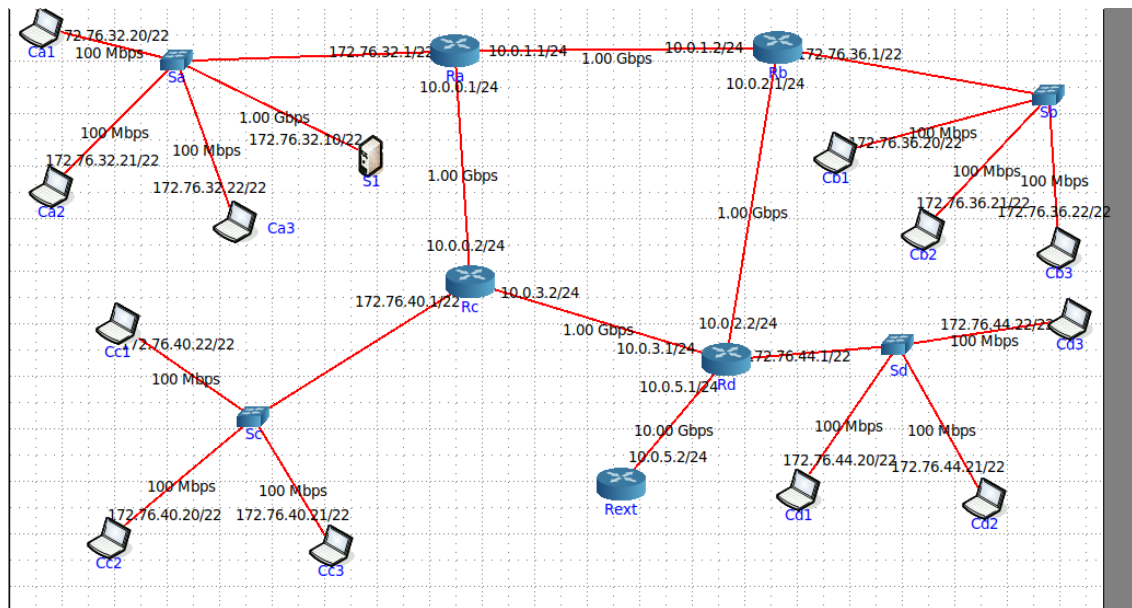 72.76.32.20/22
Ca1
100 Mbps
Sa
172.76.32.1/22
Ra
10.0.1.1/24
1.00 Gbps
10.0.1.2/24
Rb
172.76.36.1/22
10.0.0.1/24
10.0.2.1/24
Sb
1.00 Gbps
172.76.32.10/22
S1
100 Mbps
172.76.32.21/22
Ca2
100 Mbps
172.76.32.22/22
Ca3
100 Mbps
172.76.36.20/22
Cb1
100 Mbps
172.76.36.21/22
Cb2
100 Mbps
172.76.36.22/22
Cb3
1.00 Gbps
1.00 Gbps
10.0.0.2/24
Rc
172.76.40.1/22
10.0.3.2/24
1.00 Gbps
10.0.3.1/24
10.0.2.2/24
Rd
172.76.44.1/22
10.0.5.1/24
10.00 Gbps
10.0.5.2/24
Rext
172.76.44.22/22
100 Mbps
Cd3
Sd
100 Mbps
172.76.44.20/22
Cd1
100 Mbps
172.76.44.21/22
Cd2
72.76.40.22/22
Cc1
100 Mbps
Sc
100 Mbps
172.76.40.20/22
Cc2
100 Mbps
172.76.40.21/22
Cc3